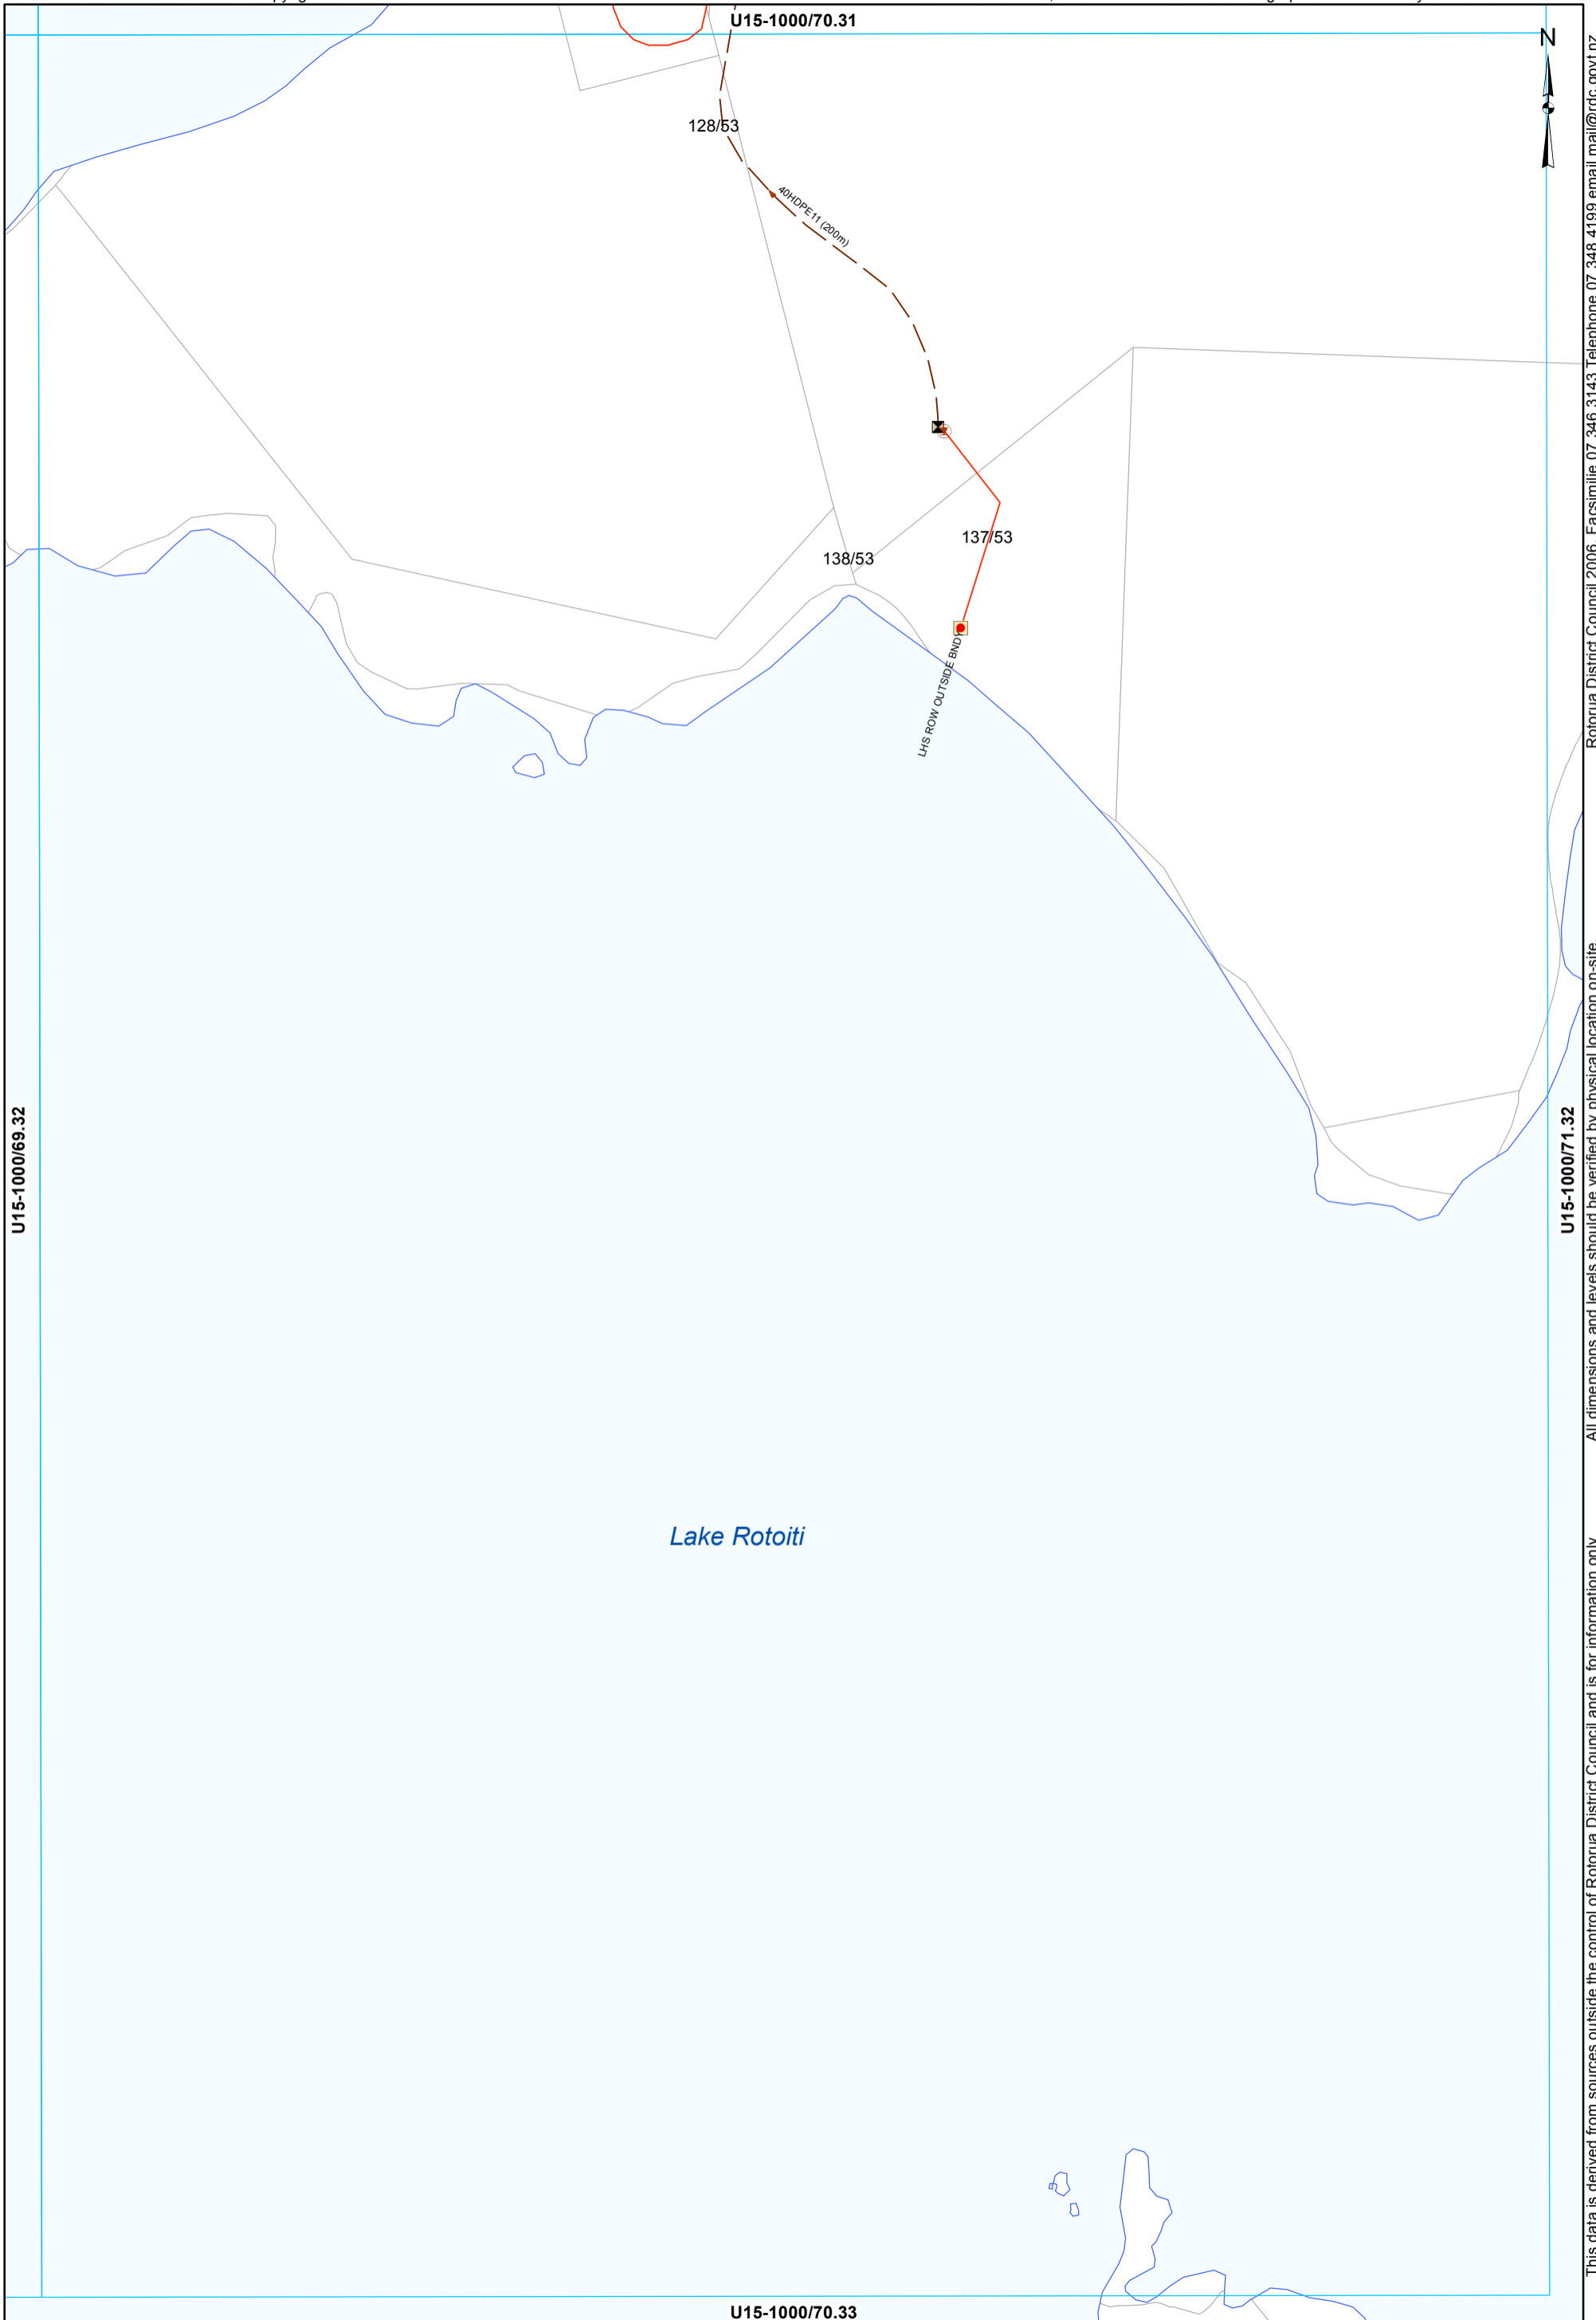 U15-1000/70.31
N
128/53
40HDPE11 (200m)
137/53
138/53
LHS ROW OUTSIDE BNDY
U15-1000/69.32
U15-1000/71.32
Lake Rotoiti
U15-1000/70.33
Rotorua District Council 2006 Facsimilie 07 346 3143 Telephone 07 348 4199 email mail@rdc.govt.nz
All dimensions and levels should be verified by physical location on-site
This data is derived from sources outside the control of Rotorua District Council and is for information only